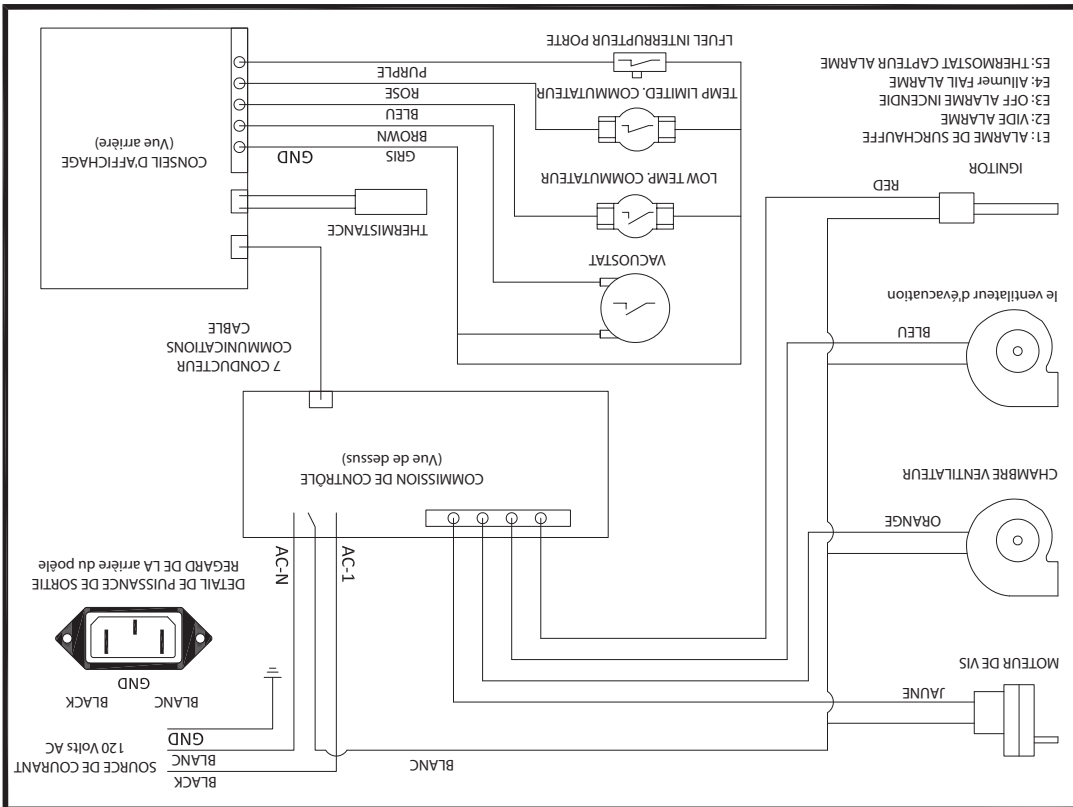 MOTEUR DE VIS
JAUNE
CHAMBRE VENTILATEUR
ORANGE
le ventilateur d'évacuation
BLEU
IGNITOR
RED
E1: ALARME DE SURCHAUFFE
E2: VIDE ALARME
E3: OFF ALARME INCENDIE
E4: Allumer FAIL ALARME
E5: THERMOSTAT CAPTEUR ALARME
BLANC
BLACK
BLANC
GND
SOURCE DE COURANT
120 Volts AC
BLANC
BLACK
GND
DETAIL DE PUISSANCE DE SORTIE
REGARD DE LA arrière du poêle
AC-1
AC-N
COMMISSION DE CONTRÔLE
(Vue de dessus)
7 CONDUCTEUR
COMMUNICATIONS
CABLE
VACUOSTAT
LOW TEMP. COMMUTATEUR
TEMP LIMITED. COMMUTATEUR
LFUEL INTERRUPTEUR PORTE
THERMISTANCE
GRIS
GND
BROWN
BLEU
ROSE
PURPLE
CONSEIL D'AFFICHAGE
(Vue arrière)